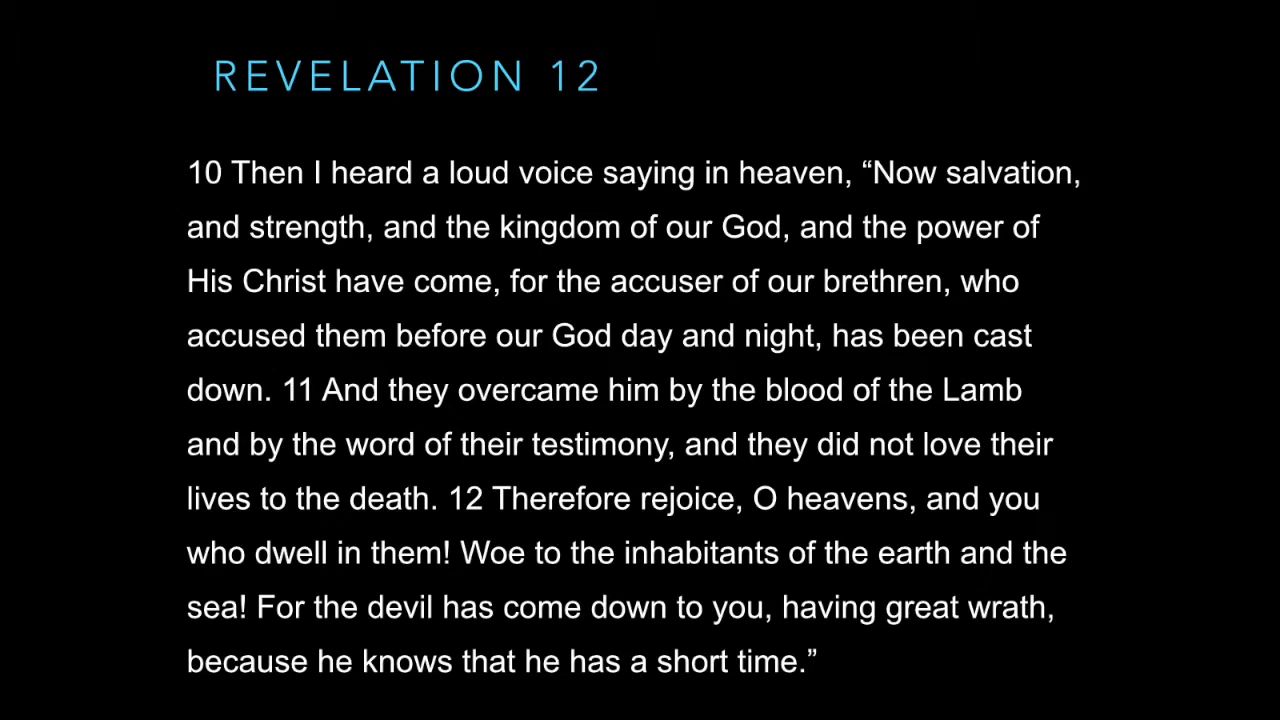 REVELATION 12
10 Then I heard a loud voice saying in heaven, “Now salvation,
and strength, and the kingdom of our God, and the power of
His Christ have come, for the accuser of our brethren, who
accused them before our God day and night, has been cast
down. 11 And they overcame him by the blood of the Lamb
and by the word of their testimony, and they did not love their
lives to the death. 12 Therefore rejoice, O heavens, and you
who dwell in them! Woe to the inhabitants of the earth and the
sea! For the devil has come down to you, having great wrath,
because he knows that he has a short time.”